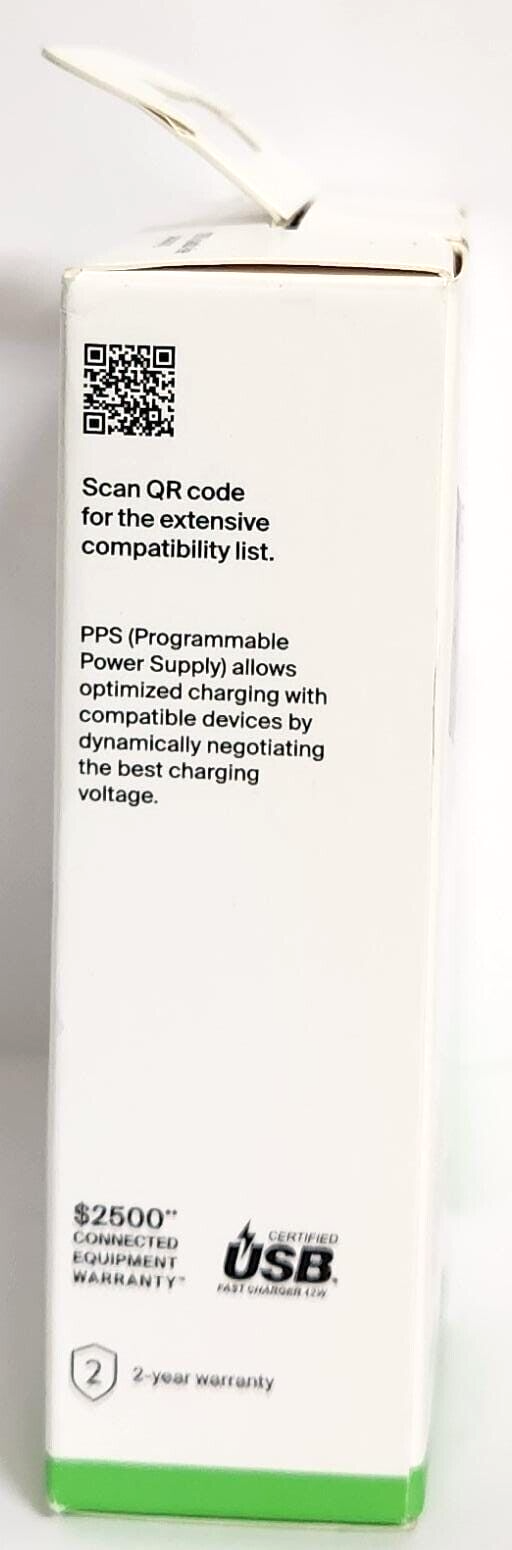 Scan QR code
for the extensive
compatibility list.
PPS (Programmable
Power Supply) allows
optimized charging with
compatible devices by
dynamically negotiating
the best charging
voltage.
$2500**
CONNECTED
EQUIPMENT
WARRANTY
CERTIFIED
USB
FAST CHARGER 42W
2
2-year warranty